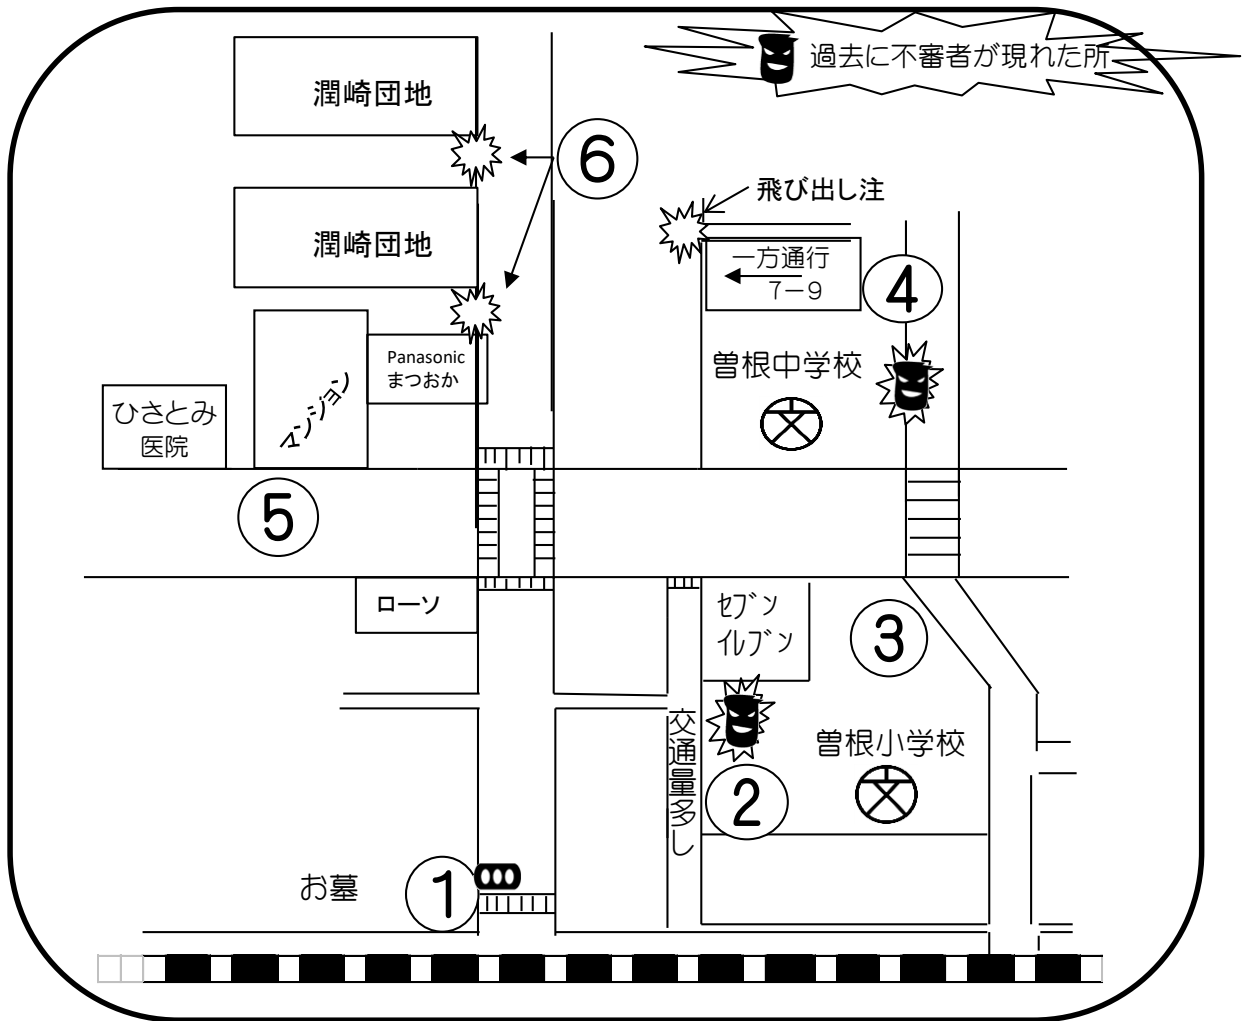 過去に不審者が現れた所
潤崎団地
⑥
飛び出し注
潤崎団地
一方通行
7－9
④
Panasonic
まつおか
マンション
曽根中学校
ひさとみ
医院
文
⑤
ローソ
セブン
イレブン
③
交通量多し
曽根小学校
②
文
お墓
①